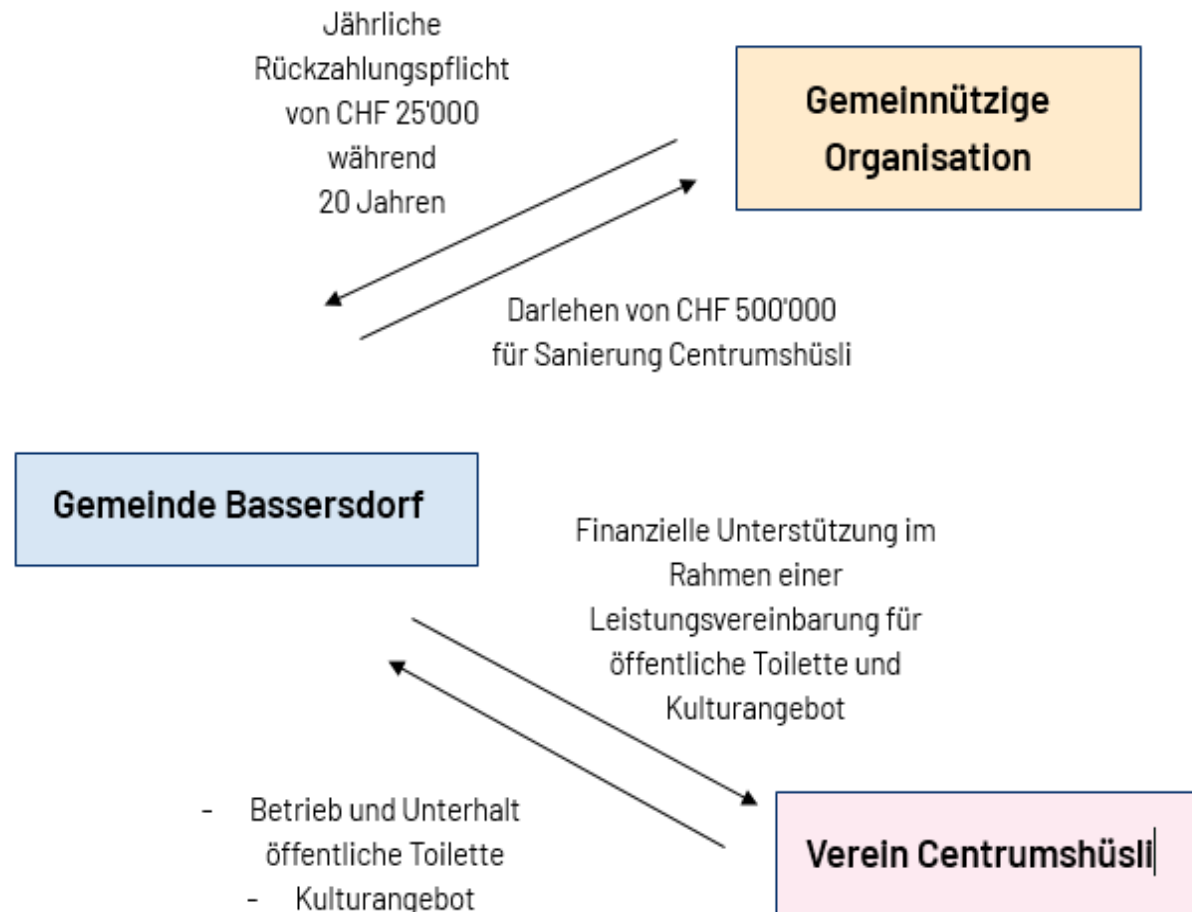 Jährliche
Rückzahlungspflicht
von CHF 25'000
während
20 Jahren
Gemeinnützige
Organisation
Darlehen von CHF 500'000
für Sanierung Centrumshüsli
Gemeinde Bassersdorf
Finanzielle Unterstützung im
Rahmen einer
Leistungsvereinbarung für
öffentliche Toilette und
Kulturangebot
- Betrieb und Unterhalt
öffentliche Toilette
- Kulturangebot
Verein Centrumshüsli